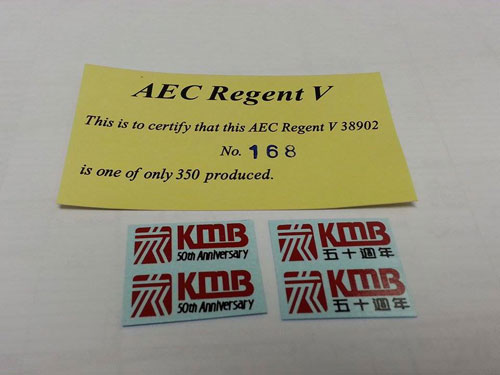 AEC Regent V
This is to certify that this AEC Regent V 38902
No. 168
is one of only 350 produced.
KMB
50th Anniversary
KMB
50th Anniversary
KMB
五十週年
KMB
五十週年